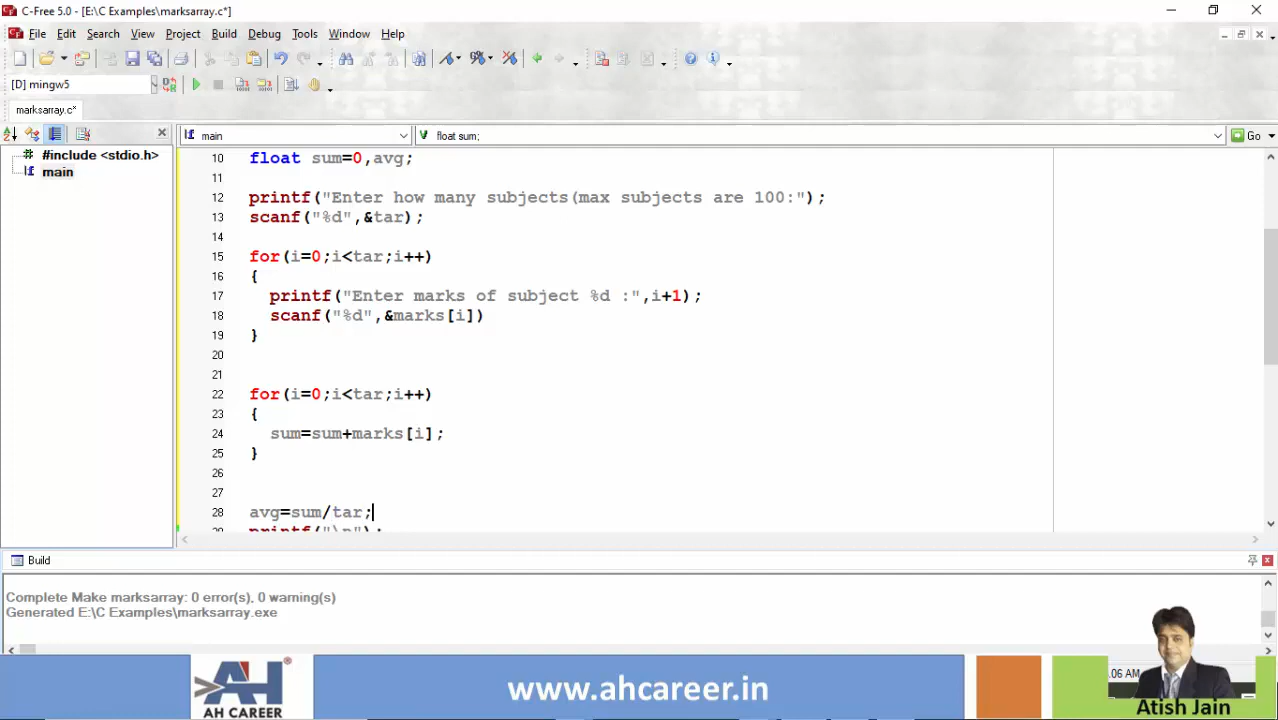 C-Free 5.0 - [E:\C Examples\marksarray.c*]
File Edit Search View Project Build Debug Tools Window Help
[D] mingw5
marksarray.c*
main
float sum;
Go
#include <stdio.h>
main
10 float sum=0,avg;
11
12 printf("Enter how many subjects(max subjects are 100:");
13 scanf("%d",&tar);
14
15 for(i=0;i<tar;i++)
16 {
17 printf("Enter marks of subject %d :",i+1);
18 scanf("%d",&marks[i])
19 }
20
21
22 for(i=0;i<tar;i++)
23 {
24 sum=sum+marks[i];
25 }
26
27
28 avg=sum/tar;
29 printf("\n");
Build
Complete Make marksarray: 0 error(s), 0 warning(s)
Generated E:\C Examples\marksarray.exe
AH
®
AH CAREER
www.ahcareer.in
.06 AM
Atish Jain